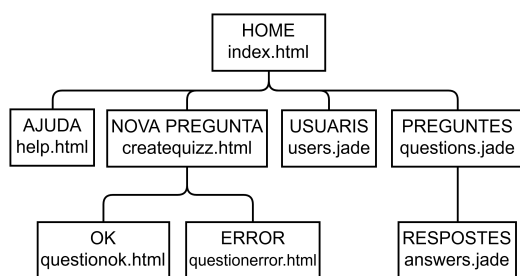 HOME
index.html
AJUDA
help.html
NOVA PREGUNTA
createquizz.html
USUARIS
users.jade
PREGUNTES
questions.jade
OK
questionok.html
ERROR
questionerror.html
RESPOSTES
answers.jade